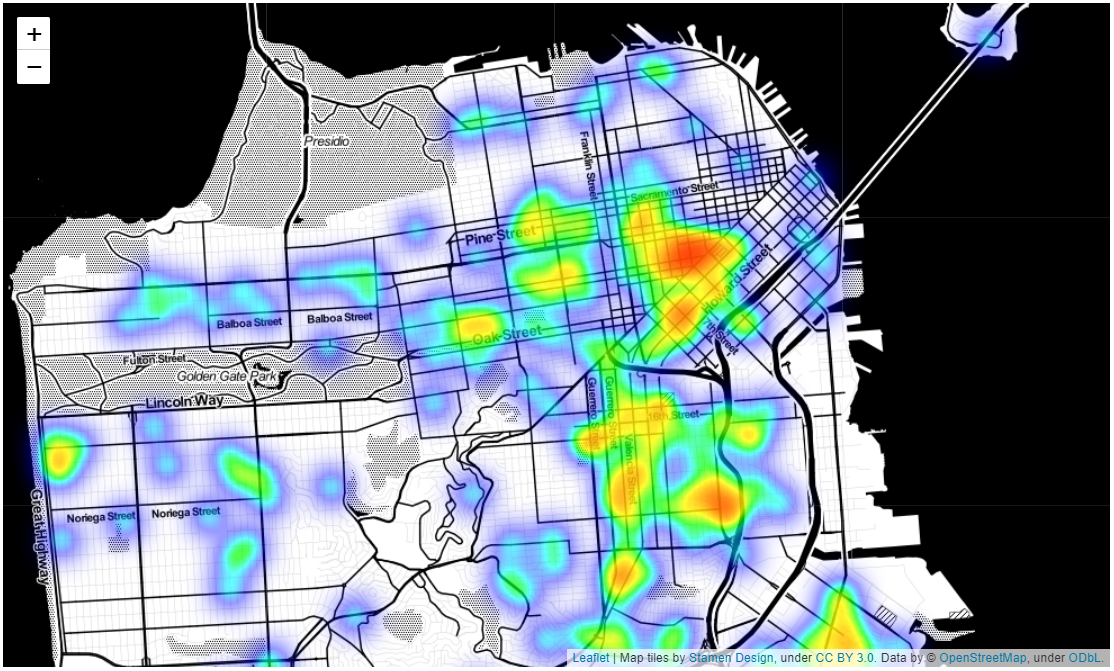 +
−
Presidio
Franklin Street
Sacramento Street
Pine Street
Howard Street
Balboa Street
Balboa Street
Oak Street
7th Street
Fulton Street
Golden Gate Park
Lincoln Way
Guerrero Street
Guerrero Street
16th Street
Valencia Street
Great Highway
Noriega Street
Noriega Street
Leaflet | Map tiles by Stamen Design, under CC BY 3.0. Data by © OpenStreetMap, under ODbL.